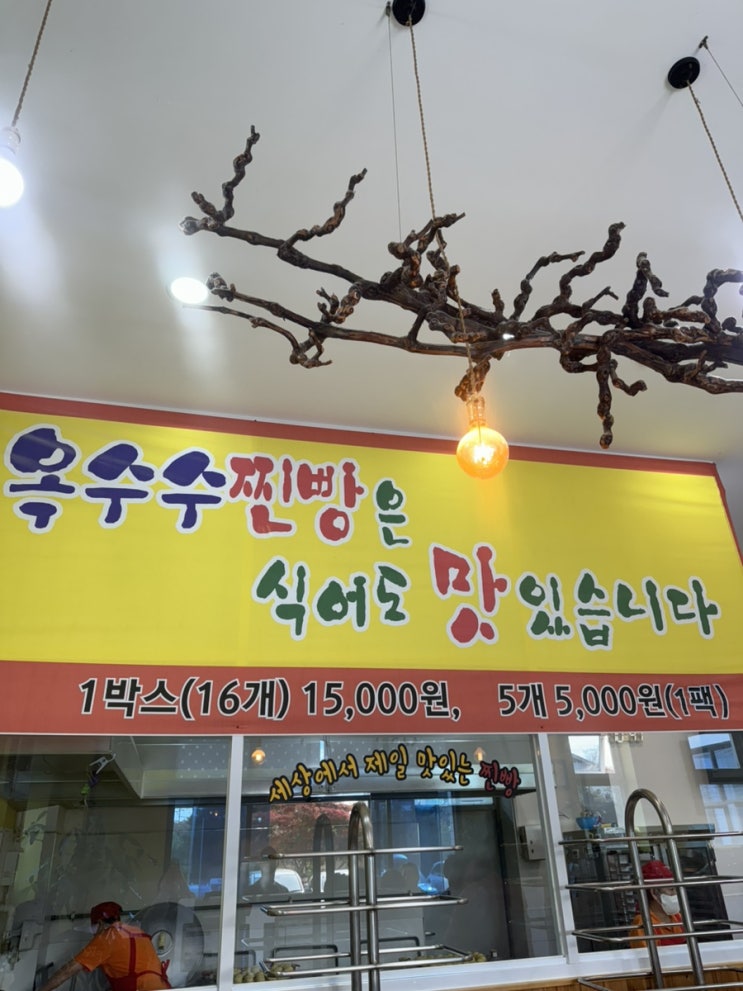 옥수수찐빵은
식어도 맛있습니다
1박스(16개) 15,000원, 5개 5,000원(1팩)
세상에서 제일 맛있는 찐빵